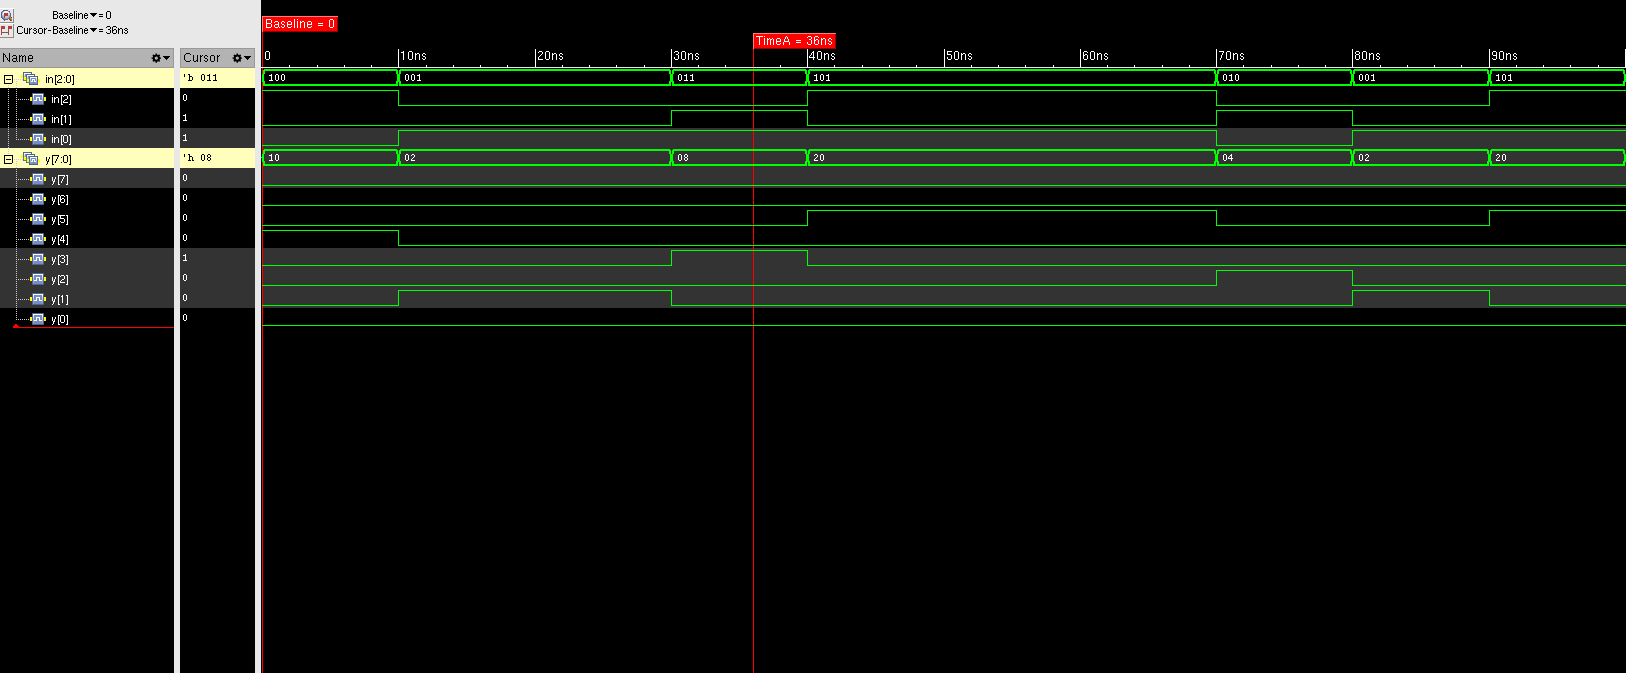 Baseline▼= 0
Cursor-Baseline▼= 36ns
Baseline = 0
TimeA = 36ns
Name Cursor 0 10ns 20ns 30ns 40ns 50ns 60ns 70ns 80ns 90ns
in[2:0] 'b 011 100 001 011 101 010 001 101
in[2] 0
in[1] 1
in[0] 1
y[7:0] 'h 08 10 02 08 20 04 02 20
y[7] 0
y[6] 0
y[5] 0
y[4] 0
y[3] 1
y[2] 0
y[1] 0
y[0] 0